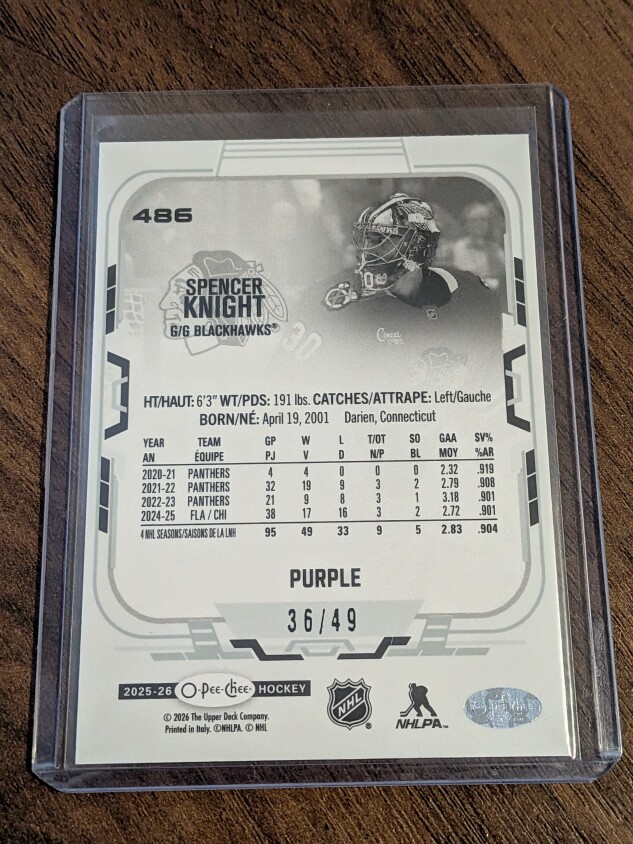 486
SPENCER
KNIGHT
G/G BLACKHAWKS®
30
HT/HAUT: 6'3" WT/PDS: 191 lbs. CATCHES/ATTRAPE: Left/Gauche
BORN/NÉ: April 19, 2001 Darien, Connecticut
YEAR TEAM GP W L T/OT SO GAA SV%
AN ÉQUIPE PJ V D N/P BL MOY %AR
2020-21 PANTHERS 4 4 0 0 0 2.32 .919
2021-22 PANTHERS 32 19 9 3 2 2.79 .908
2022-23 PANTHERS 21 9 8 3 1 3.18 .901
2024-25 FLA / CHI 38 17 16 3 2 2.72 .901
4 NHL SEASONS/SAISONS DE LA LNH 95 49 33 9 5 2.83 .904
PURPLE
36/49
2025-26 O-Pee-Chee HOCKEY
© 2026 The Upper Deck Company.
Printed in Italy. ©NHLPA. © NHL
NHL
NHLPA™